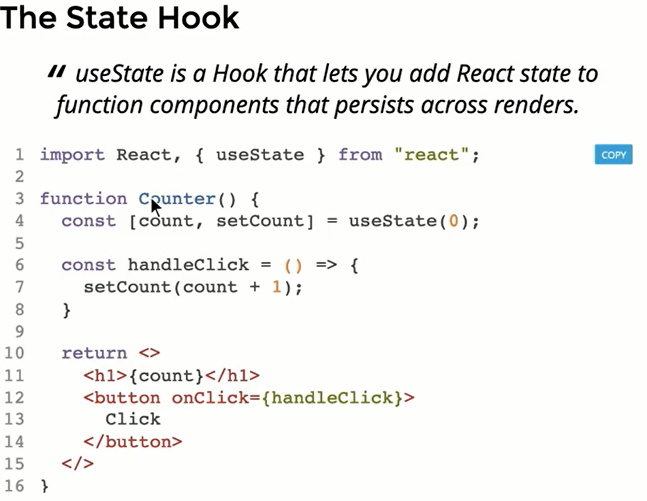 The State Hook
“ useState is a Hook that lets you add React state to
function components that persists across renders.
COPY
1 import React, { useState } from "react";
2
3 function Counter() {
4   const [count, setCount] = useState(0);
5
6   const handleClick = () => {
7     setCount(count + 1);
8   }
9
10   return <>
11     <h1>{count}</h1>
12     <button onClick={handleClick}>
13       Click
14     </button>
15   </>
16 }